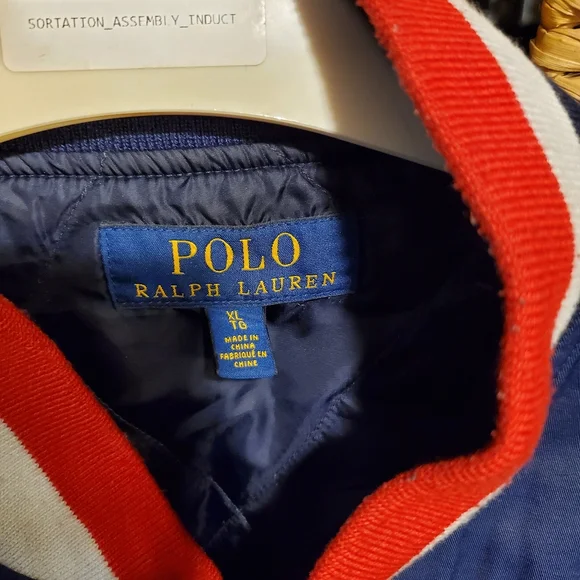 SORTATION_ASSEMBLY_INDUCT
POLO
RALPH LAUREN
XL
TG
MADE IN
CHINA
FABRIQUÉ EN
CHINE